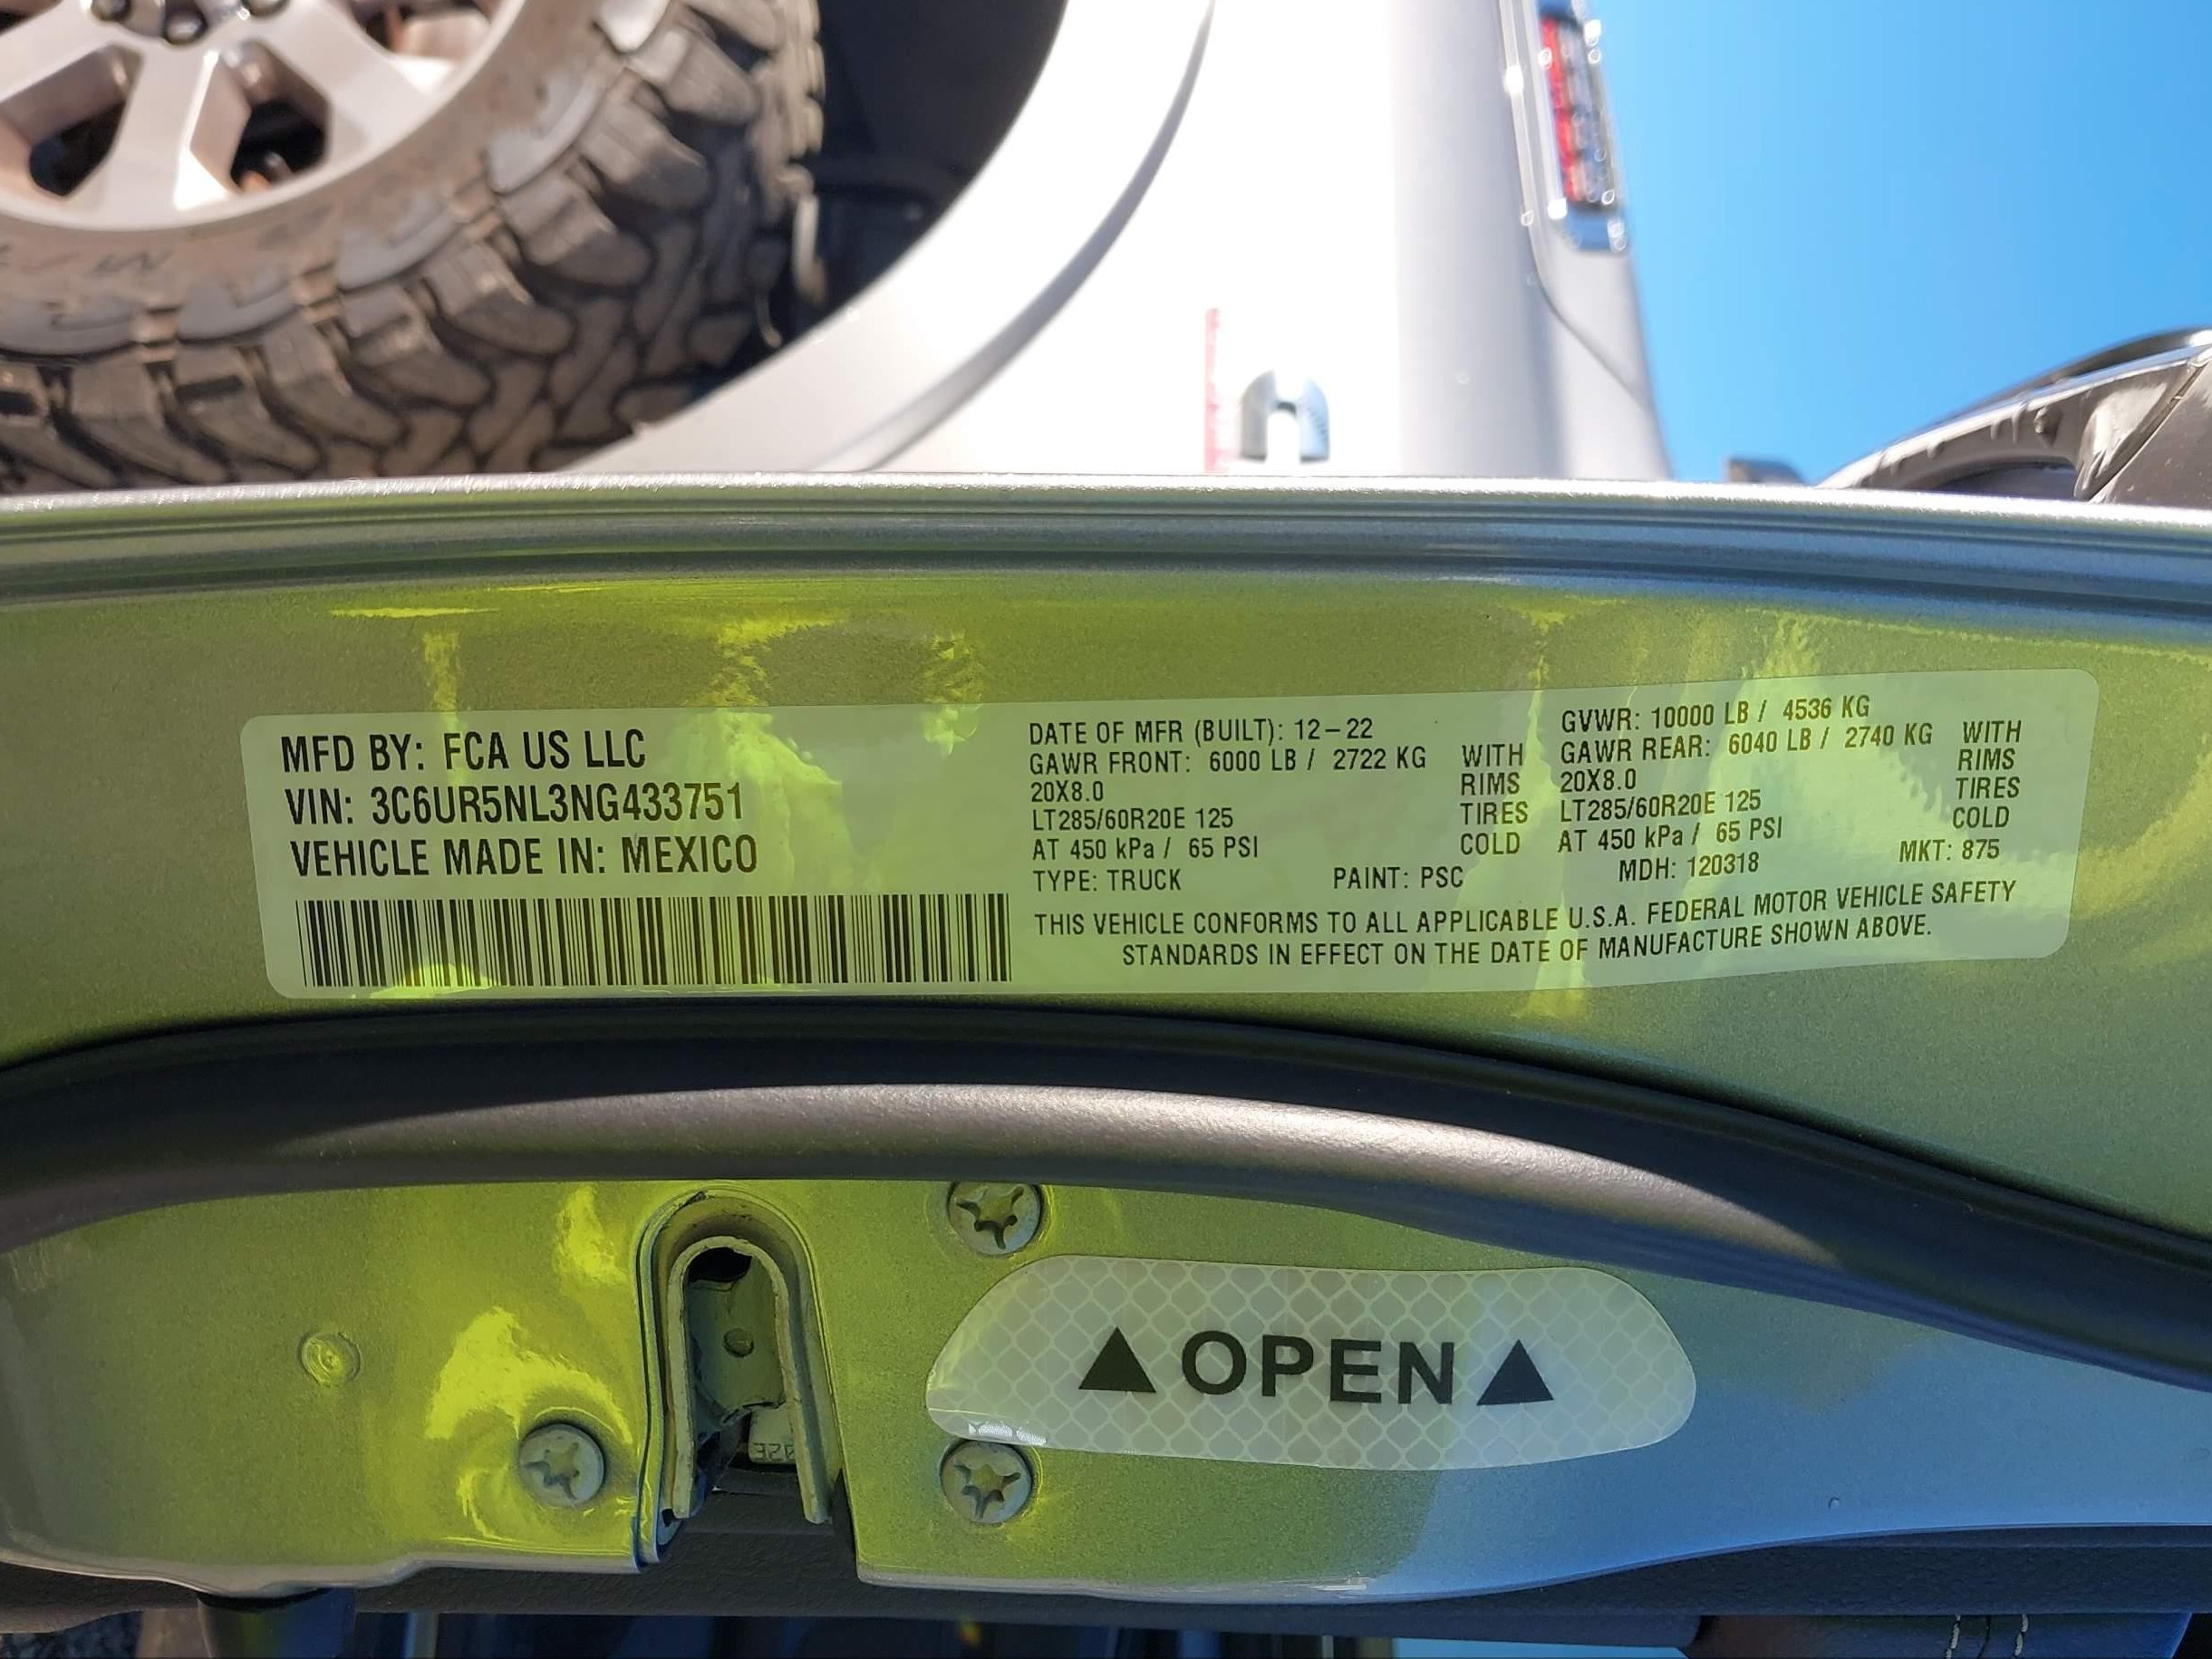 MFD BY: FCA US LLC
VIN: 3C6UR5NL3NG433751
VEHICLE MADE IN: MEXICO
DATE OF MFR (BUILT): 12-22 GVWR: 10000 LB / 4536 KG
GAWR FRONT: 6000 LB / 2722 KG WITH GAWR REAR: 6040 LB / 2740 KG WITH
20X8.0 RIMS 20X8.0 RIMS
LT285/60R20E 125 TIRES LT285/60R20E 125 TIRES
AT 450 kPa / 65 PSI COLD AT 450 kPa / 65 PSI COLD
TYPE: TRUCK PAINT: PSC MDH: 120318 MKT: 875
THIS VEHICLE CONFORMS TO ALL APPLICABLE U.S.A. FEDERAL MOTOR VEHICLE SAFETY
STANDARDS IN EFFECT ON THE DATE OF MANUFACTURE SHOWN ABOVE.
▲OPEN▲